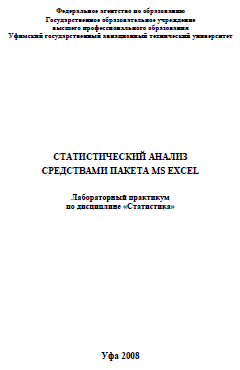 Федеральное агентство по образованию
Государственное образовательное учреждение
высшего профессионального образования
Уфимский государственный авиационный технический университет
СТАТИСТИЧЕСКИЙ АНАЛИЗ
СРЕДСТВАМИ ПАКЕТА MS EXCEL
Лабораторный практикум
по дисциплине «Статистика»
Уфа 2008